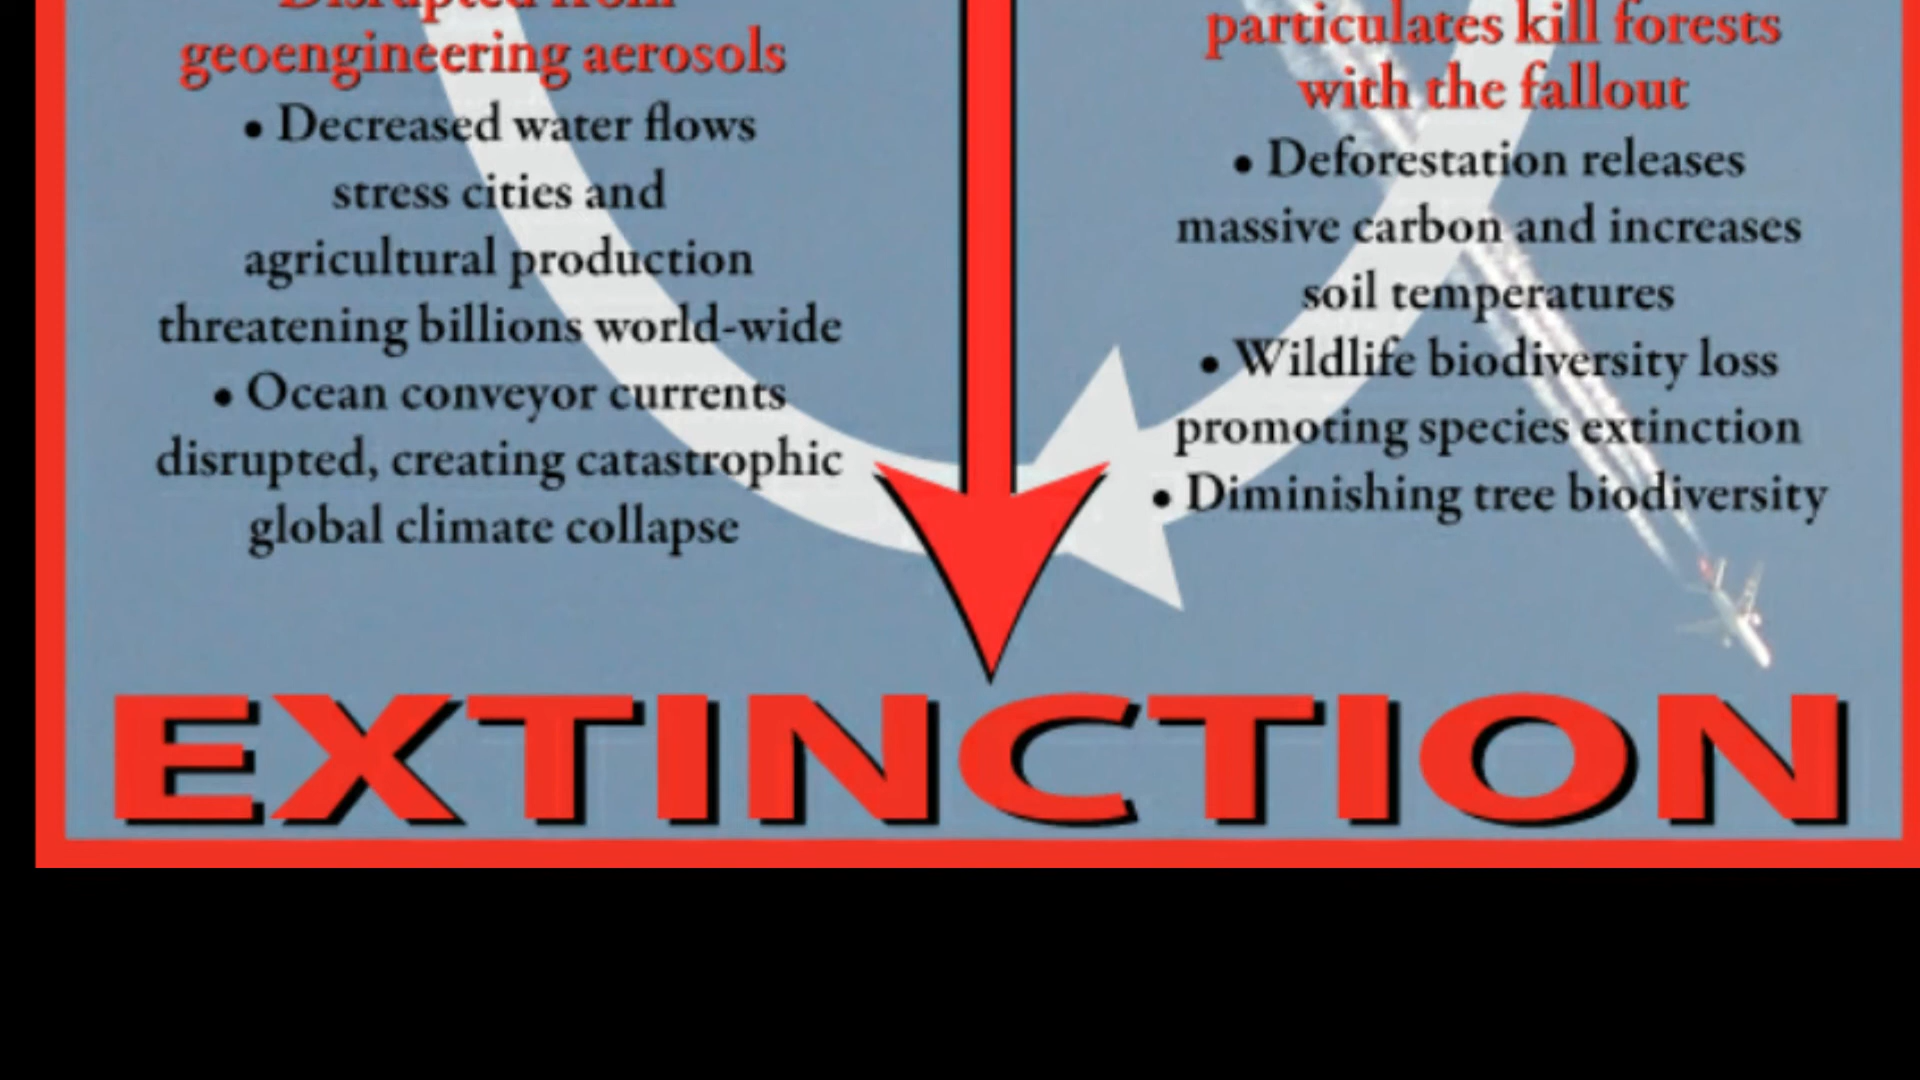 Disrupted from
geoengineering aerosols
• Decreased water flows
stress cities and
agricultural production
threatening billions world-wide
• Ocean conveyor currents
disrupted, creating catastrophic
global climate collapse
particulates kill forests
with the fallout
• Deforestation releases
massive carbon and increases
soil temperatures
• Wildlife biodiversity loss
promoting species extinction
• Diminishing tree biodiversity
EXTINCTION